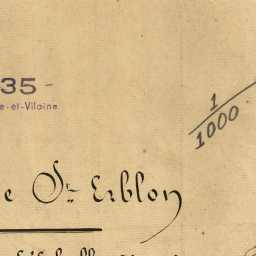 35
e-et-Vilaine
1/1000
e St- Erblon